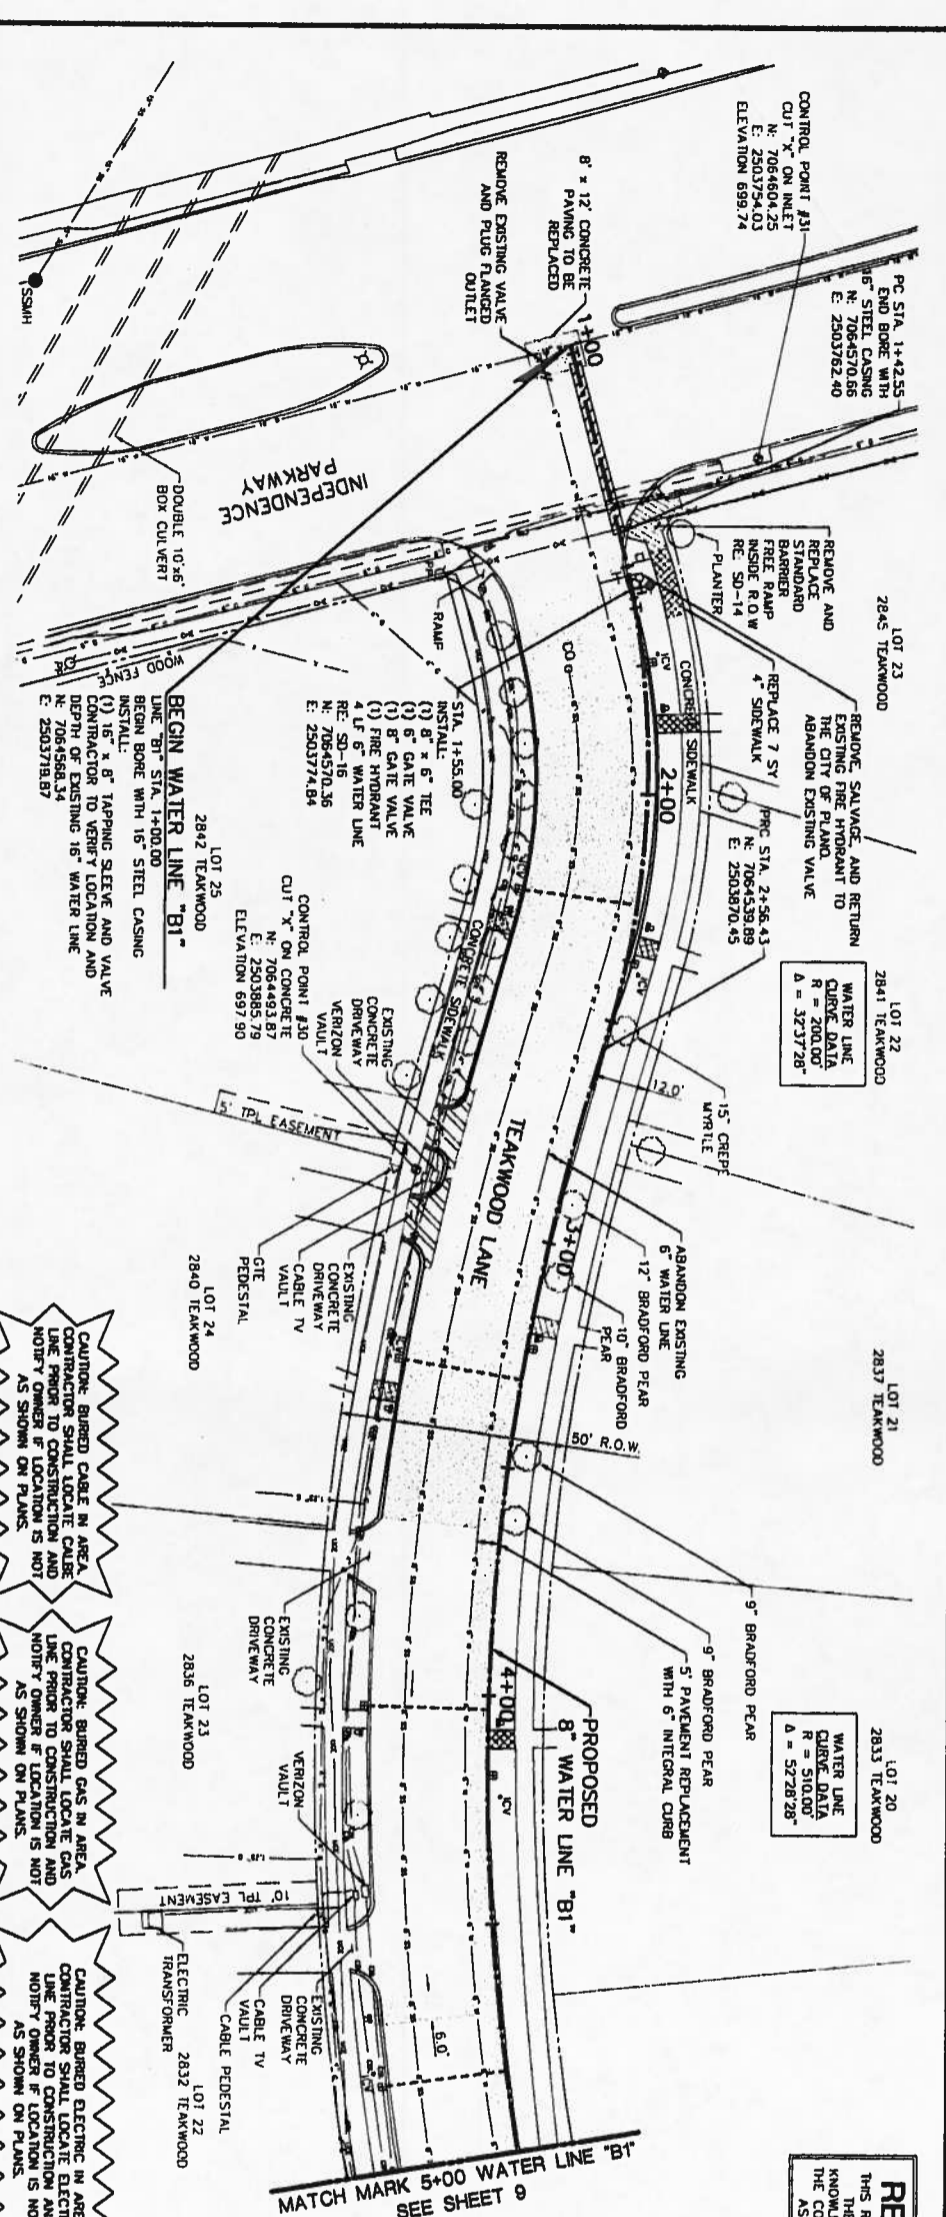 CONTROL POINT #31
CUT "X" ON INLET
N: 7064604.25
E: 2503754.03
ELEVATION 699.74
PC STA. 1+42.55
END BORE WITH
16" STEEL CASING
N: 7064570.66
E: 2503762.40
8' x 12' CONCRETE
PAVING TO BE
REPLACED
REMOVE EXISTING VALVE
AND PLUG FLANGED
OUTLET
1+00
SSMH
INDEPENDENCE
PARKWAY
DOUBLE 10'x6'
BOX CULVERT
WOOD FENCE
PP
RAMP
REMOVE AND
REPLACE
STANDARD
BARRIER
FREE RAMP
INSIDE R.O.W
RE: SD-14
PLANTER
LOT 23
2845 TEAKWOOD
REMOVE, SALVAGE, AND RETURN
EXISTING FIRE HYDRANT TO
THE CITY OF PLANO.
ABANDON EXISTING VALVE
REPLACE 7 SY
4" SIDEWALK
CONCRETE SIDEWALK
ICV
2+00
PRC STA. 2+56.43
N: 7064539.89
E: 2503870.45
STA. 1+55.00
INSTALL:
(1) 8" x 6" TEE
(1) 6" GATE VALVE
(1) 8" GATE VALVE
(1) FIRE HYDRANT
4 LF 6" WATER LINE
RE: SD-16
N: 7064570.36
E: 2503774.84
BEGIN WATER LINE "B1"
LINE "B1" STA. 1+00.00
BEGIN BORE WITH 16" STEEL CASING
INSTALL:
(1) 16" x 8" TAPPING SLEEVE AND VALVE
CONTRACTOR TO VERIFY LOCATION AND
DEPTH OF EXISTING 16" WATER LINE
N: 7064568.34
E: 2503719.87
LOT 25
2842 TEAKWOOD
LOT 22
2841 TEAKWOOD
WATER LINE
CURVE DATA
R = 200.00'
Δ = 32°37'28"
ICV
CONCRETE SIDEWALK
CONTROL POINT #30
CUT "X" ON CONCRETE
N: 7064493.87
E: 2503885.79
ELEVATION 697.90
EXISTING
CONCRETE
DRIVEWAY
VERIZON
VAULT
5' TPL EASEMENT
12.0'
15" CREPE
MYRTLE
TEAKWOOD LANE
3+00
ABANDON EXISTING
6" WATER LINE
12" BRADFORD PEAR
10" BRADFORD
PEAR
LOT 21
2837 TEAKWOOD
EXISTING
CONCRETE
DRIVEWAY
CABLE TV
VAULT
GTE
PEDESTAL
LOT 24
2840 TEAKWOOD
50' R.O.W.
9" BRADFORD PEAR
9" BRADFORD PEAR
5' PAVEMENT REPLACEMENT
WITH 6" INTEGRAL CURB
LOT 20
2833 TEAKWOOD
WATER LINE
CURVE DATA
R = 510.00'
Δ = 52°28'28"
4+00
ICV
PROPOSED
8" WATER LINE "B1"
EXISTING
CONCRETE
DRIVEWAY
LOT 23
2836 TEAKWOOD
VERIZON
VAULT
10' TPL EASEMENT
ELECTRIC
TRANSFORMER
LOT 22
2832 TEAKWOOD
CABLE PEDESTAL
CABLE TV
VAULT
EXISTING
CONCRETE
DRIVEWAY
6.0'
MATCH MARK 5+00 WATER LINE "B1"
SEE SHEET 9
CAUTION: BURIED CABLE IN AREA.
CONTRACTOR SHALL LOCATE CALBE
LINE PRIOR TO CONSTRUCTION AND
NOTIFY OWNER IF LOCATION IS NOT
AS SHOWN ON PLANS.
CAUTION: BURIED GAS IN AREA.
CONTRACTOR SHALL LOCATE GAS
LINE PRIOR TO CONSTRUCTION AND
NOTIFY OWNER IF LOCATION IS NOT
AS SHOWN ON PLANS.
CAUTION: BURIED ELECTRIC IN ARE
CONTRACTOR SHALL LOCATE ELECT
LINE PRIOR TO CONSTRUCTION AN
NOTIFY OWNER IF LOCATION IS NO
AS SHOWN ON PLANS.
RE
THIS R
THE
KNOWL
THE CO
AS